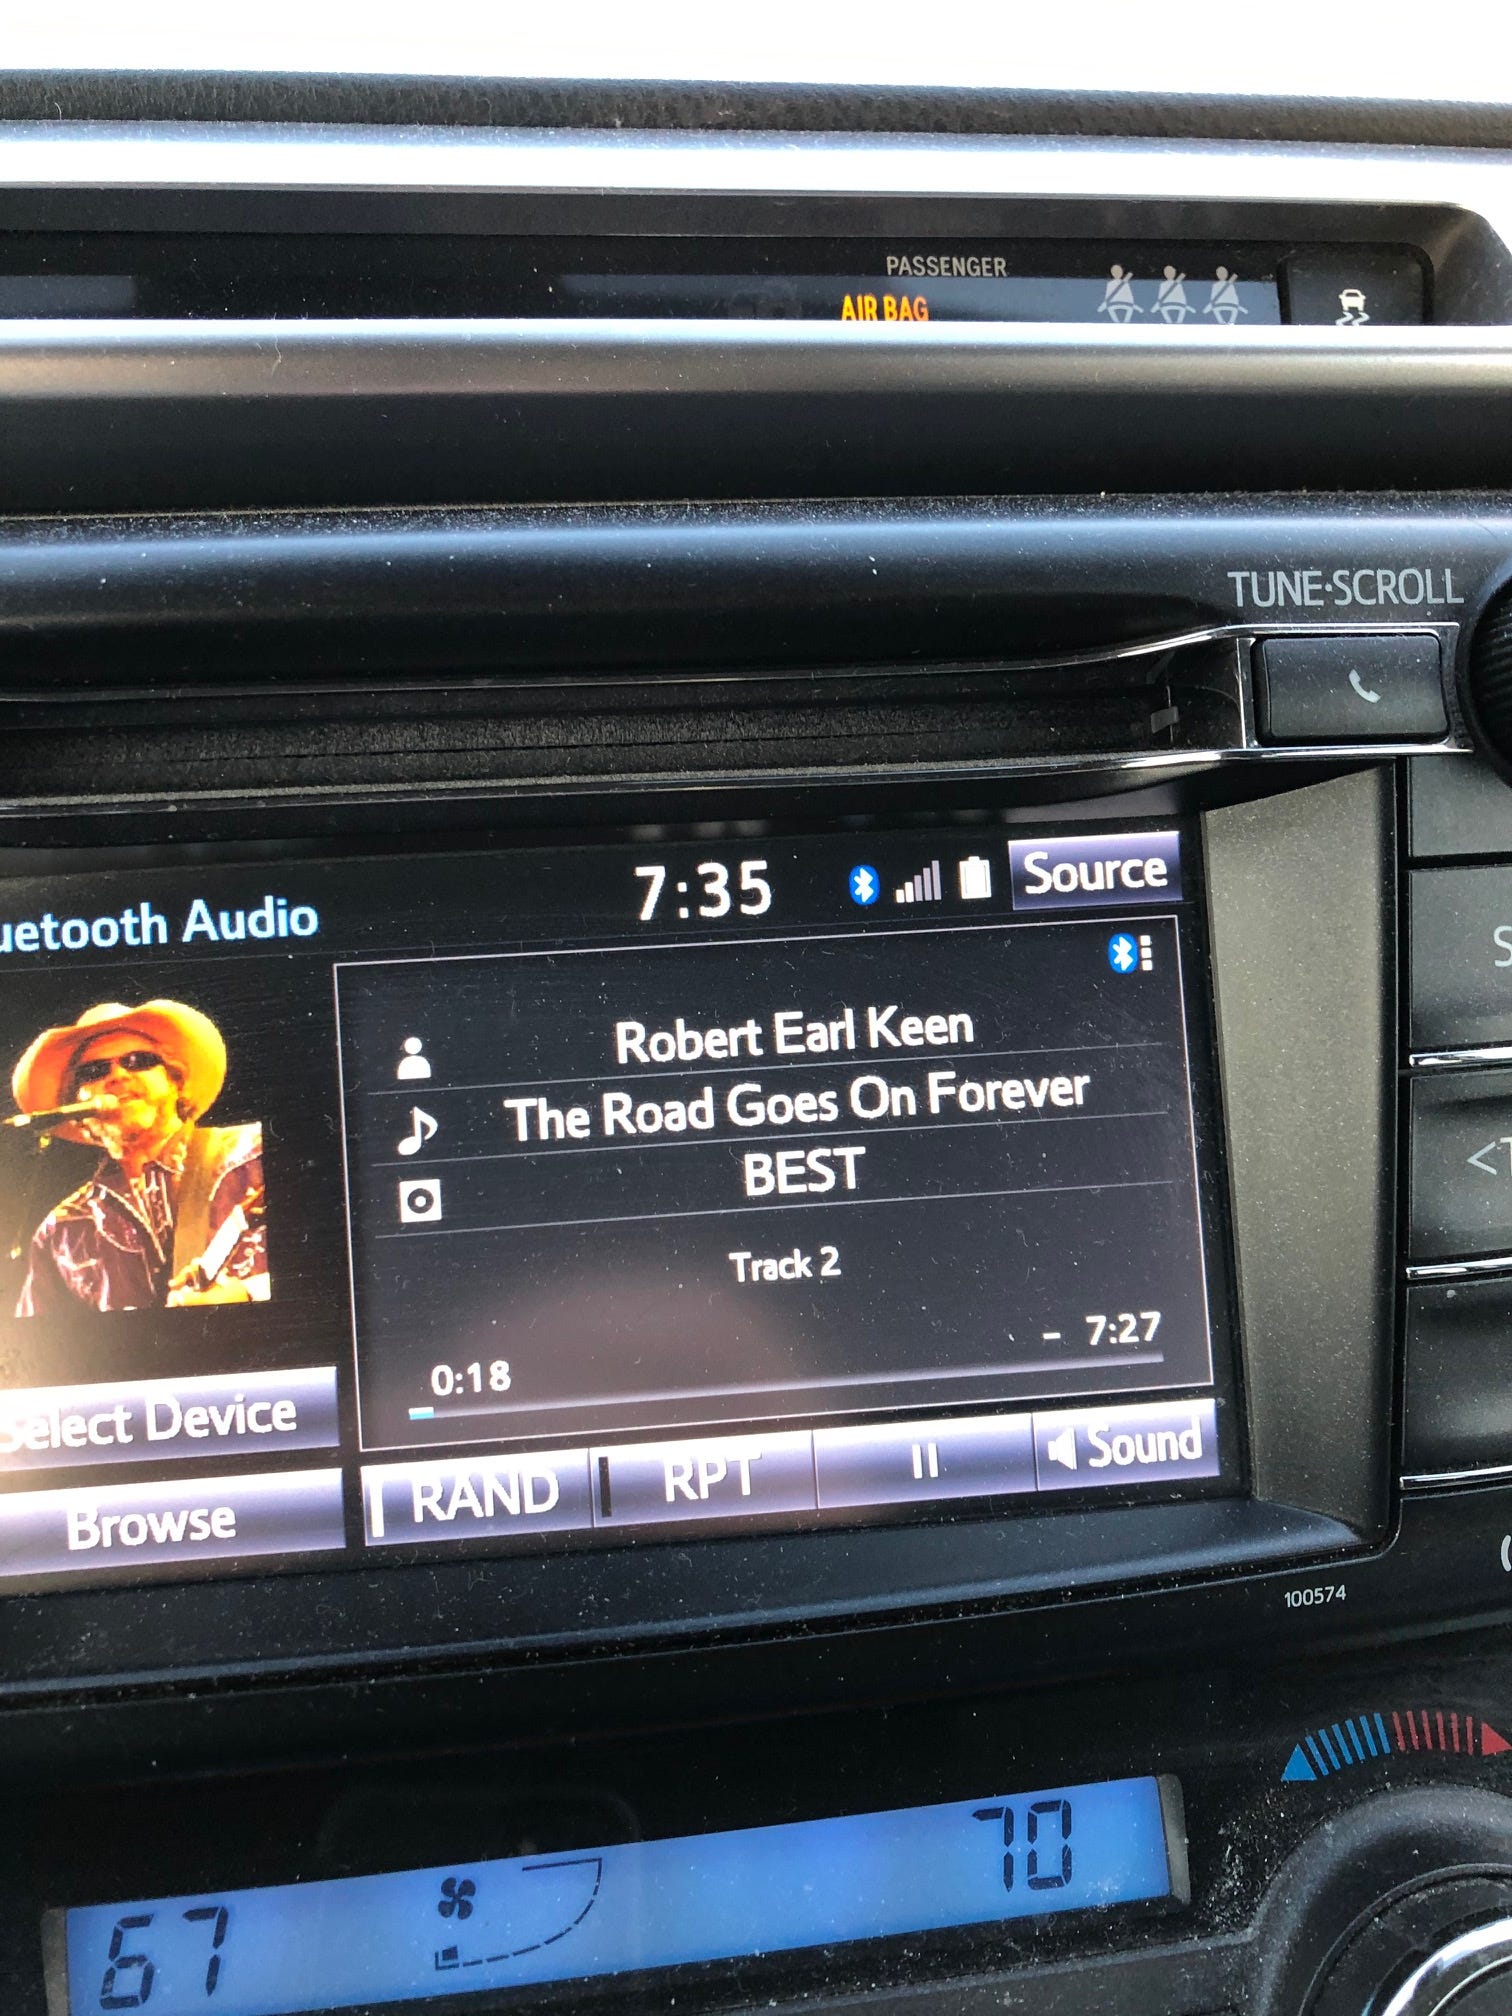 PASSENGER
AIR BAG
TUNE·SCROLL
7:35
Source
uetooth Audio
Robert Earl Keen
The Road Goes On Forever
BEST
Track 2
0:18
- 7:27
Select Device
RAND
RPT
Sound
Browse
100574
70
67